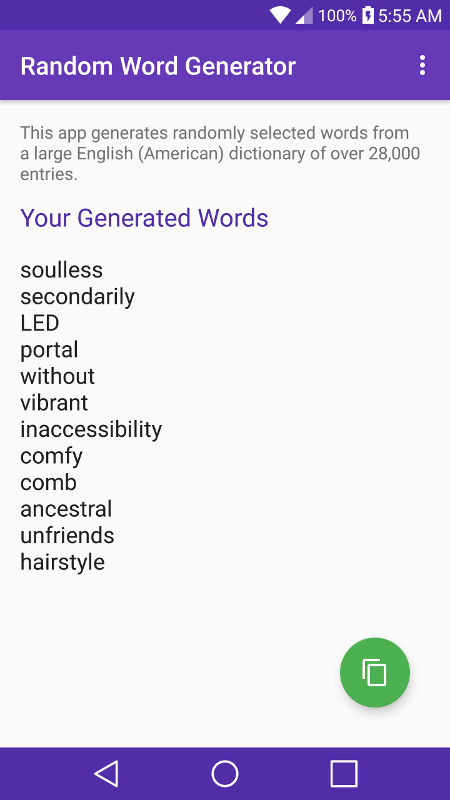 100% 5:55 AM
Random Word Generator
This app generates randomly selected words from
a large English (American) dictionary of over 28,000
entries.
Your Generated Words
soulless
secondarily
LED
portal
without
vibrant
inaccessibility
comfy
comb
ancestral
unfriends
hairstyle